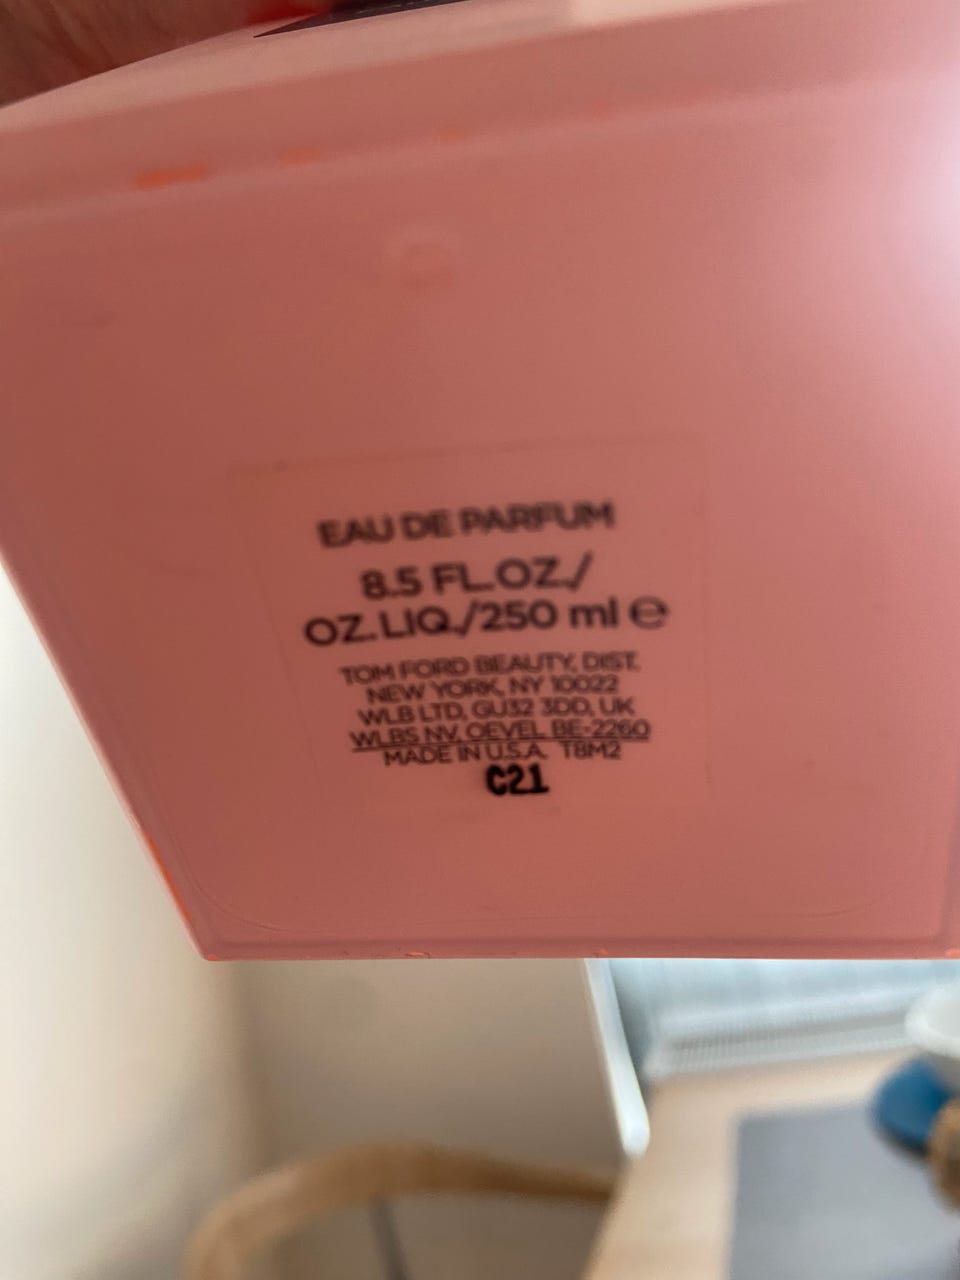 EAU DE PARFUM
8.5 FL.OZ./
OZ.LIQ./250 ml ℮
TOM FORD BEAUTY, DIST.
NEW YORK, NY 10022
WLB LTD, GU32 3DD, UK
WLBS NV, OEVEL BE-2260
MADE IN U.S.A. T8M2
C21